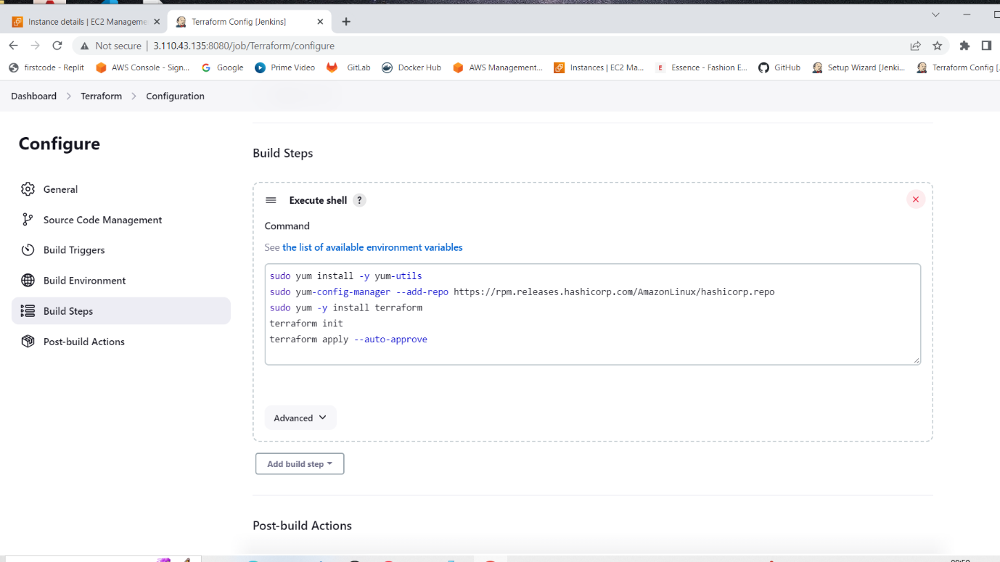 Instance details | EC2 Manageme
Terraform Config [Jenkins]
Not secure | 3.110.43.135:8080/job/Terraform/configure
firstcode - Replit
AWS Console - Sign...
Google
Prime Video
GitLab
Docker Hub
AWS Management...
Instances | EC2 Ma...
Essence - Fashion E...
GitHub
Setup Wizard [Jenki...
Terraform Config [J
Dashboard
Terraform
Configuration
Configure
General
Source Code Management
Build Triggers
Build Environment
Build Steps
Post-build Actions
Build Steps
Execute shell ?
Command
See the list of available environment variables
sudo yum install -y yum-utils
sudo yum-config-manager --add-repo https://rpm.releases.hashicorp.com/AmazonLinux/hashicorp.repo
sudo yum -y install terraform
terraform init
terraform apply --auto-approve
Advanced
Add build step
Post-build Actions